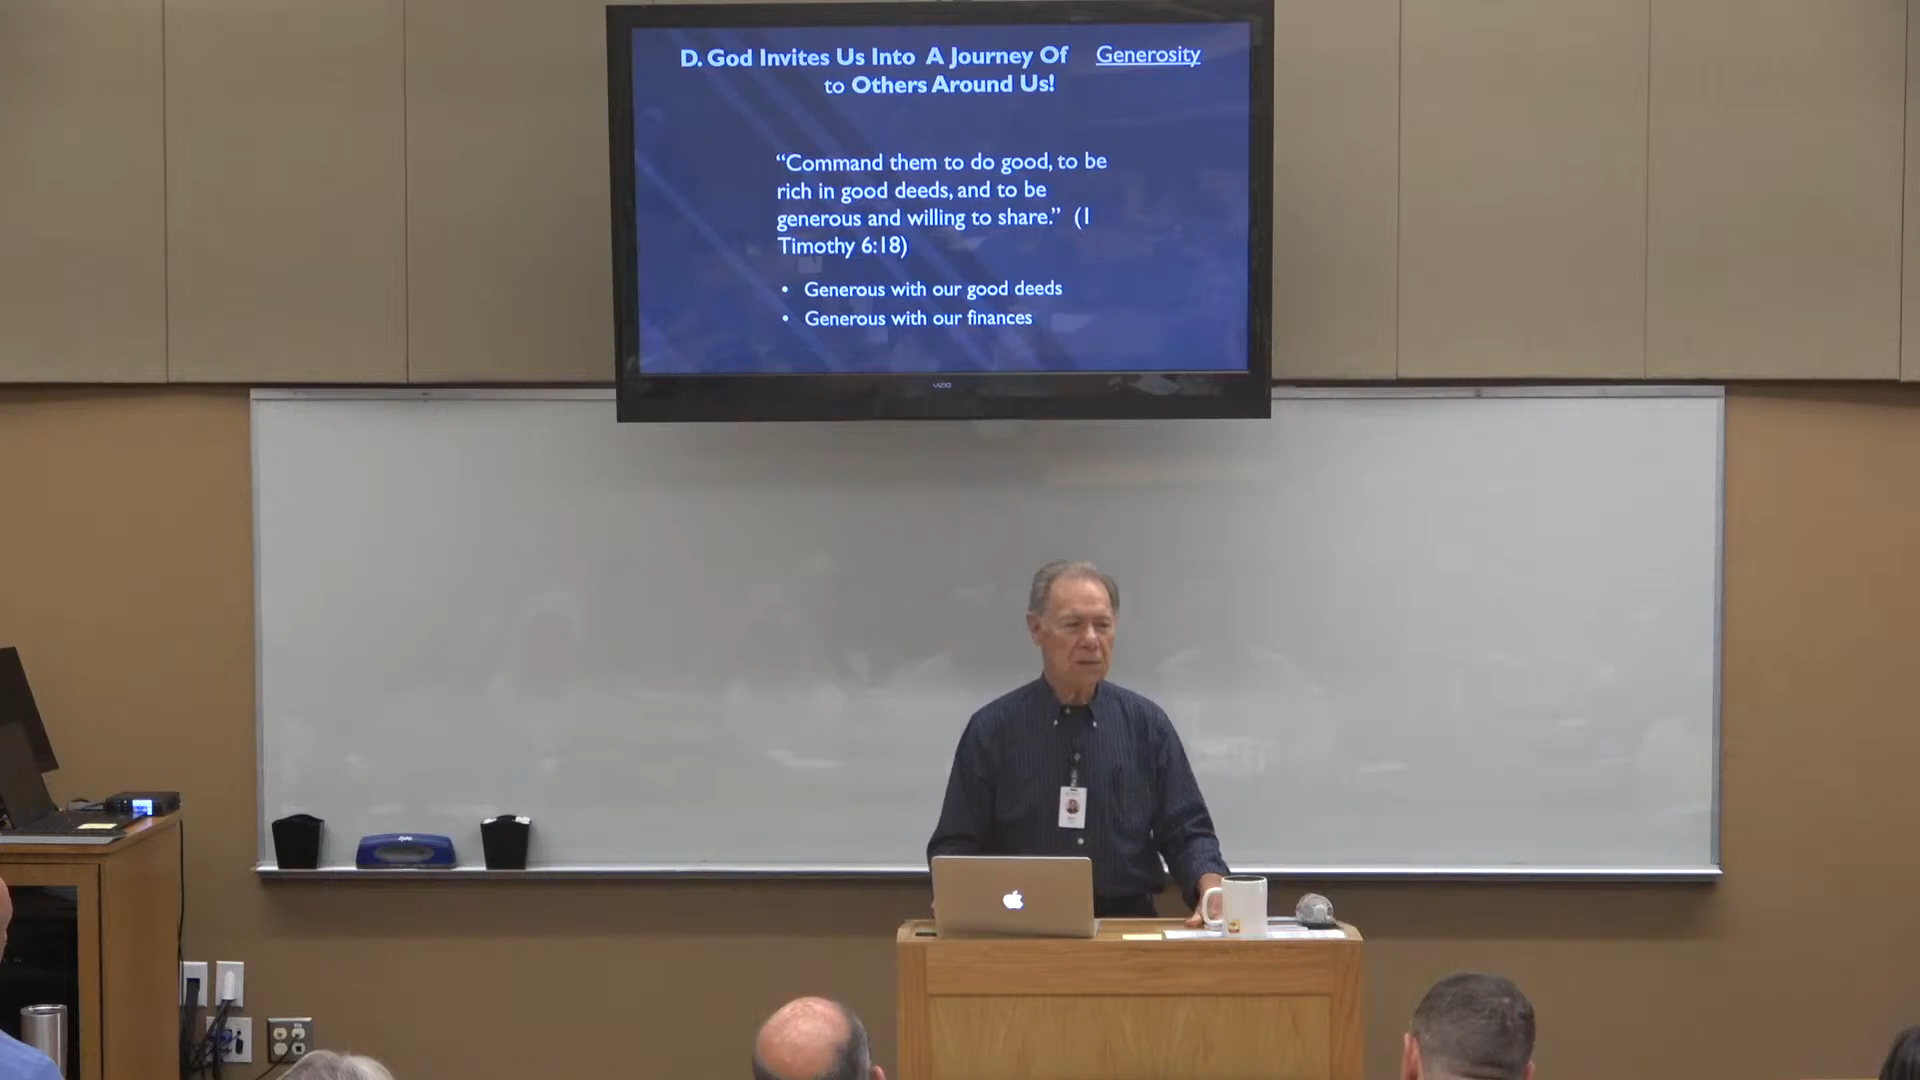 D. God Invites Us Into A Journey Of Generosity
to Others Around Us!
“Command them to do good, to be
rich in good deeds, and to be
generous and willing to share.” (1
Timothy 6:18)
• Generous with our good deeds
• Generous with our finances
VIZIO